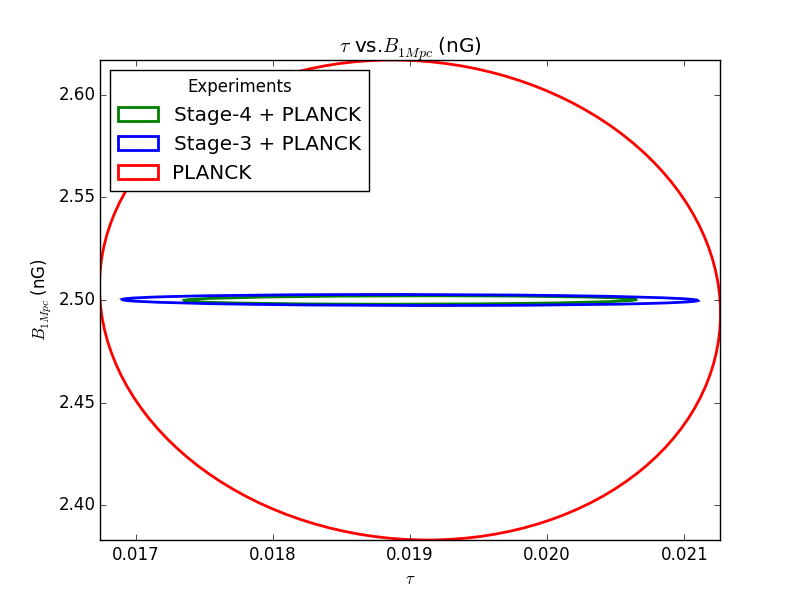 τ vs.B1Mpc (nG)
Experiments
Stage-4 + PLANCK
Stage-3 + PLANCK
PLANCK
2.60
2.55
2.50
2.45
2.40
B1Mpc (nG)
0.017 0.018 0.019 0.020 0.021
τ